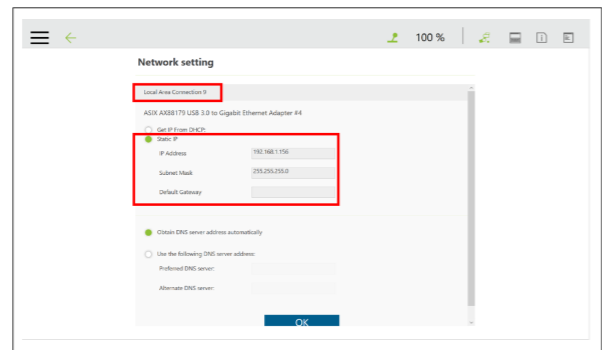 100 %
Network setting
Local Area Connection 9
ASIX AX88179 USB 3.0 to Gigabit Ethernet Adapter #4
Get IP From DHCP:
Static IP
IP Address 192.168.1.156
Subnet Mask 255.255.255.0
Default Gateway
Obtain DNS server address automatically
Use the following DNS server address:
Preferred DNS server:
Alternate DNS server:
OK